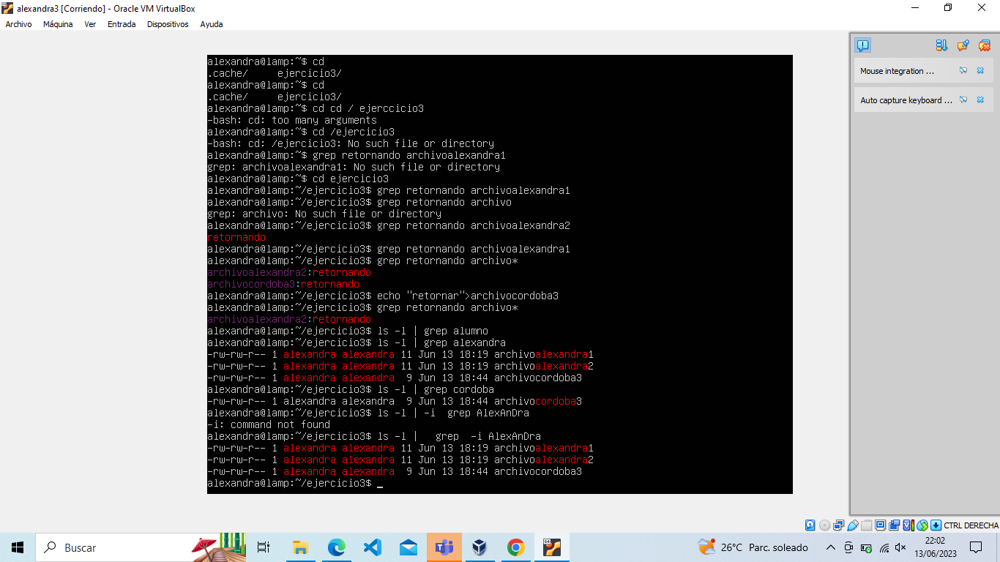 alexandra3 [Corriendo] - Oracle VM VirtualBox
Archivo Máquina Ver Entrada Dispositivos Ayuda
alexandra@lamp:~$ cd
.cache/     ejercicio3/
alexandra@lamp:~$ cd
.cache/     ejercicio3/
alexandra@lamp:~$ cd cd / ejerccicio3
-bash: cd: too many arguments
alexandra@lamp:~$ cd /ejercicio3
-bash: cd: /ejercicio3: No such file or directory
alexandra@lamp:~$ grep retornando archivoalexandra1
grep: archivoalexandra1: No such file or directory
alexandra@lamp:~$ cd ejercicio3
alexandra@lamp:~/ejercicio3$ grep retornando archivoalexandra1
alexandra@lamp:~/ejercicio3$ grep retornando archivo
grep: archivo: No such file or directory
alexandra@lamp:~/ejercicio3$ grep retornando archivoalexandra2
retornando
alexandra@lamp:~/ejercicio3$ grep retornando archivoalexandra1
alexandra@lamp:~/ejercicio3$ grep retornando archivo*
archivoalexandra2:retornando
archivocordoba3:retornando
alexandra@lamp:~/ejercicio3$ echo "retornar">archivocordoba3
alexandra@lamp:~/ejercicio3$ grep retornando archivo*
archivoalexandra2:retornando
alexandra@lamp:~/ejercicio3$ ls -l | grep alumno
alexandra@lamp:~/ejercicio3$ ls -l | grep alexandra
-rw-rw-r-- 1 alexandra alexandra 11 Jun 13 18:19 archivoalexandra1
-rw-rw-r-- 1 alexandra alexandra 11 Jun 13 18:19 archivoalexandra2
-rw-rw-r-- 1 alexandra alexandra  9 Jun 13 18:44 archivocordoba3
alexandra@lamp:~/ejercicio3$ ls -l | grep cordoba
-rw-rw-r-- 1 alexandra alexandra  9 Jun 13 18:44 archivocordoba3
alexandra@lamp:~/ejercicio3$ ls -l | -i  grep AlexAnDra
-i: command not found
alexandra@lamp:~/ejercicio3$ ls -l |   grep  -i AlexAnDra
-rw-rw-r-- 1 alexandra alexandra 11 Jun 13 18:19 archivoalexandra1
-rw-rw-r-- 1 alexandra alexandra 11 Jun 13 18:19 archivoalexandra2
-rw-rw-r-- 1 alexandra alexandra  9 Jun 13 18:44 archivocordoba3
alexandra@lamp:~/ejercicio3$ _
Mouse integration ...
Auto capture keyboard ...
CTRL DERECHA
Buscar
26°C Parc. soleado
22:02
13/06/2023